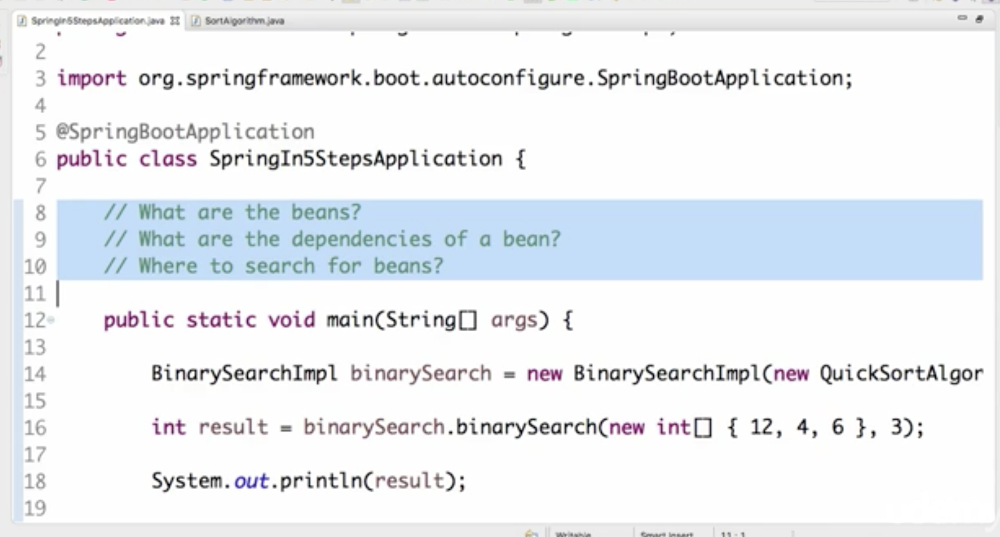 SpringIn5StepsApplication.java SortAlgorithm.java
2
3 import org.springframework.boot.autoconfigure.SpringBootApplication;
4
5 @SpringBootApplication
6 public class SpringIn5StepsApplication {
7
8 // What are the beans?
9 // What are the dependencies of a bean?
10 // Where to search for beans?
11
12 public static void main(String[] args) {
13
14 BinarySearchImpl binarySearch = new BinarySearchImpl(new QuickSortAlgor
15
16 int result = binarySearch.binarySearch(new int[] { 12, 4, 6 }, 3);
17
18 System.out.println(result);
19
Writable Smart Insert 11 : 1